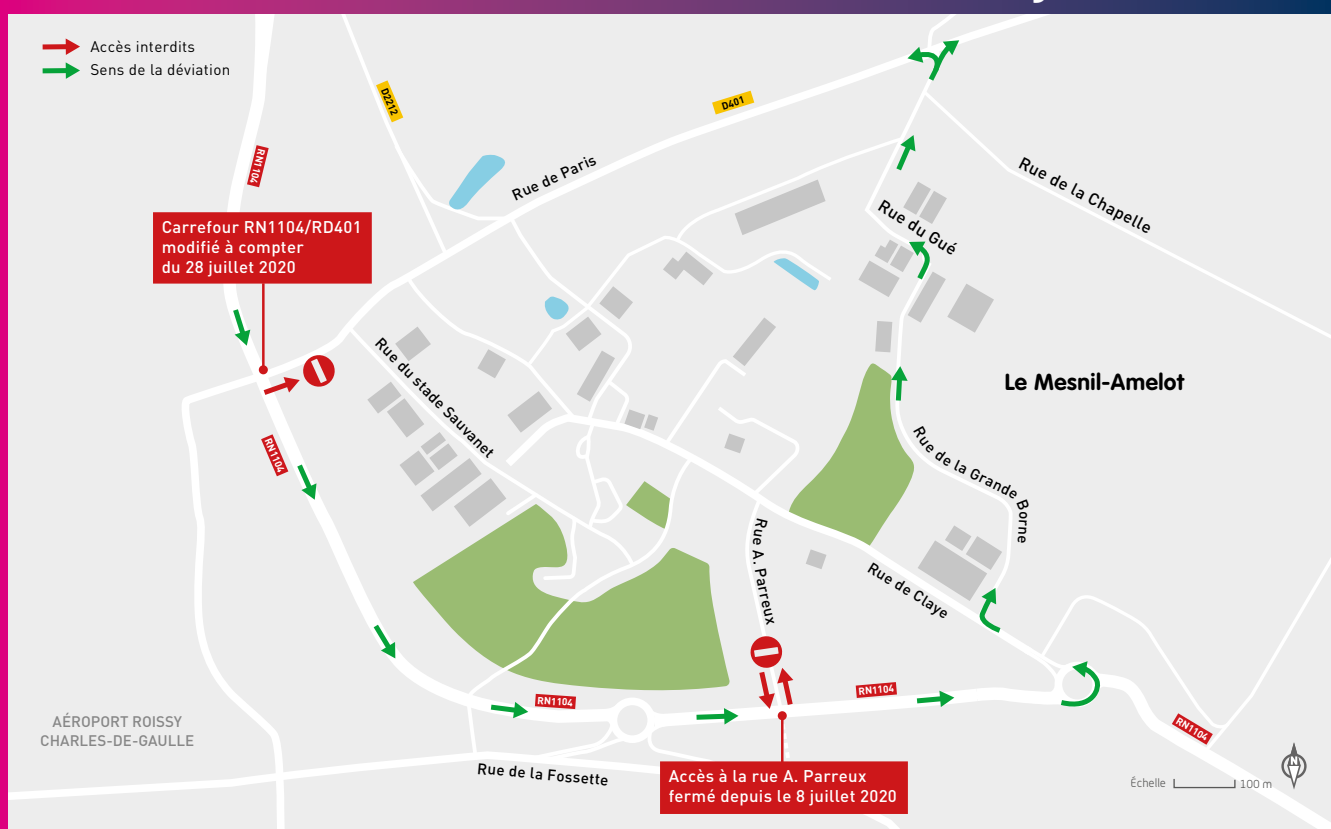 Accès interdits
Sens de la déviation
D2212
D401
RN1104
Rue de Paris
Rue de la Chapelle
Rue du Gué
Carrefour RN1104/RD401
modifié à compter
du 28 juillet 2020
Rue du stade Sauvanet
Le Mesnil-Amelot
RN1104
Rue de la Grande Borne
Rue A. Parreux
Rue de Claye
RN1104
RN1104
RN1104
AÉROPORT ROISSY
CHARLES-DE-GAULLE
Rue de la Fossette
Accès à la rue A. Parreux
fermé depuis le 8 juillet 2020
Échelle 100 m
N